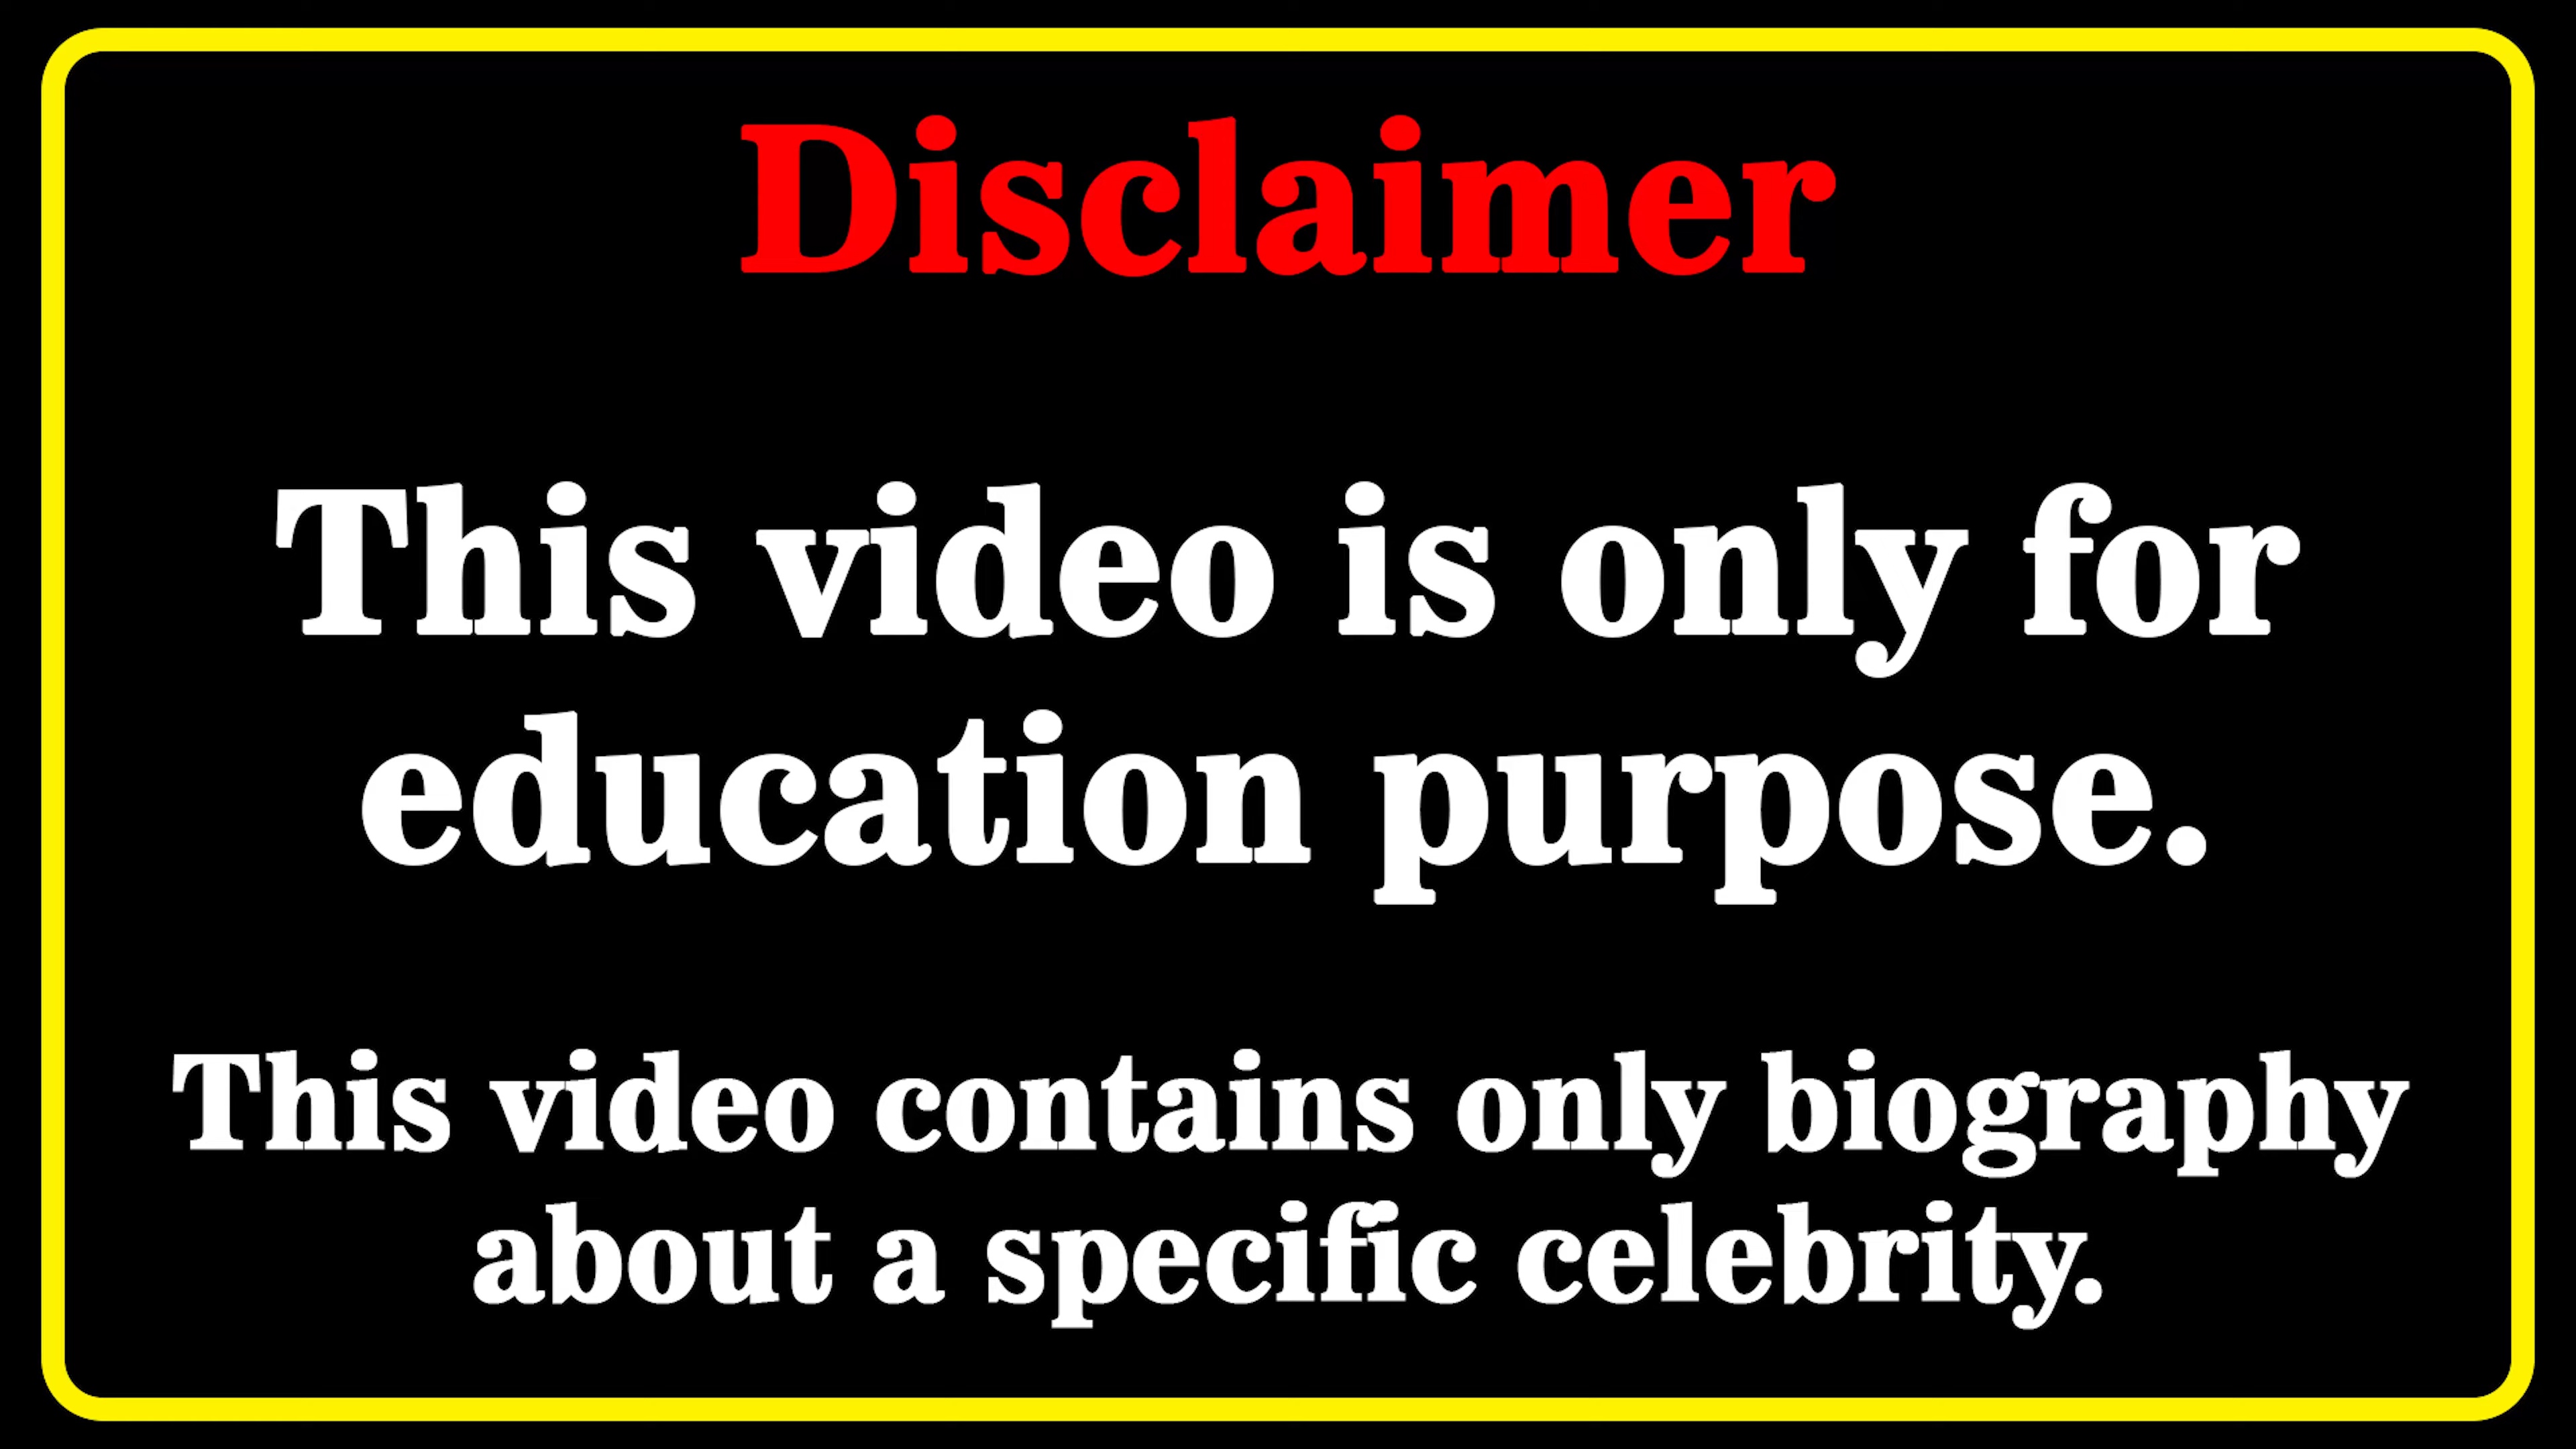 Disclaimer
This video is only for
education purpose.
This video contains only biography
about a specific celebrity.